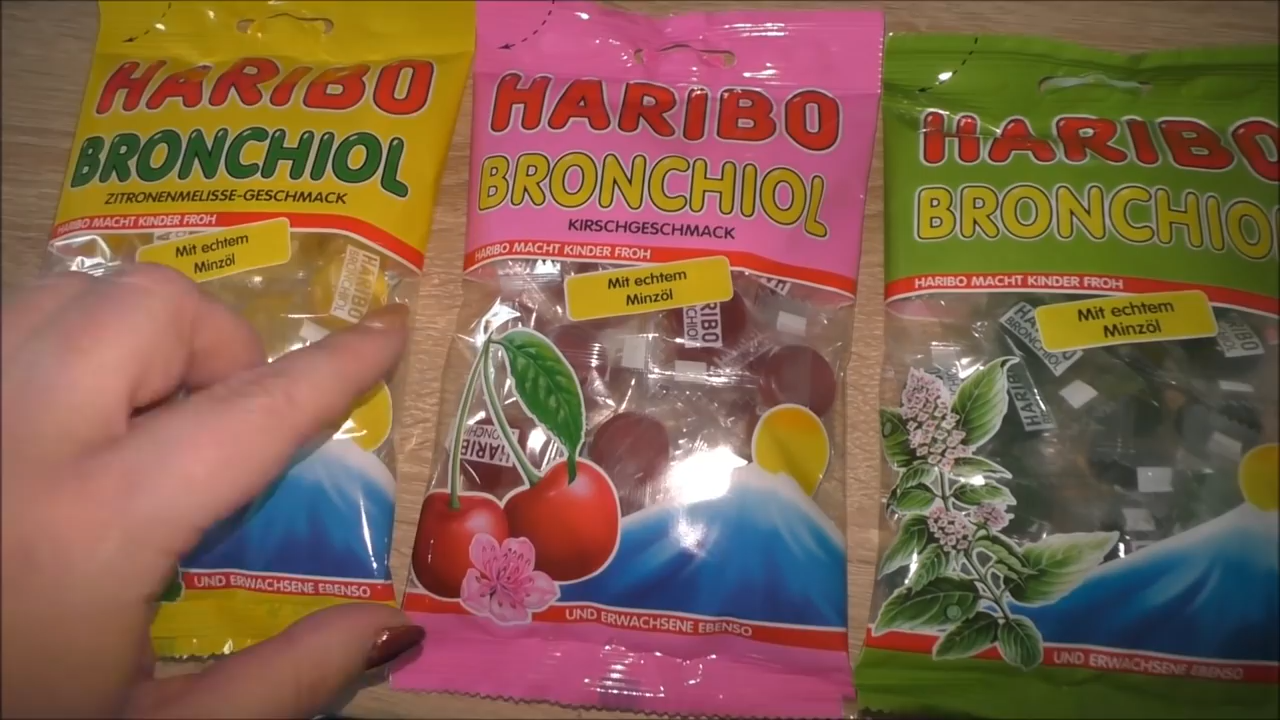 HARIBO
BRONCHIOL
ZITRONENMELISSE-GESCHMACK
HARIBO MACHT KINDER FROH
Mit echtem
Minzöl
HARIBO
BRONCHIOL
UND ERWACHSENE EBENSO
HARIBO
BRONCHIOL
KIRSCHGESCHMACK
HARIBO MACHT KINDER FROH
Mit echtem
Minzöl
UND ERWACHSENE EBENSO
HARIBO
BRONCHIO
HARIBO MACHT KINDER FROH
Mit echtem
Minzöl
BRONCHIOL
UND ERWACHSENE EBENSO